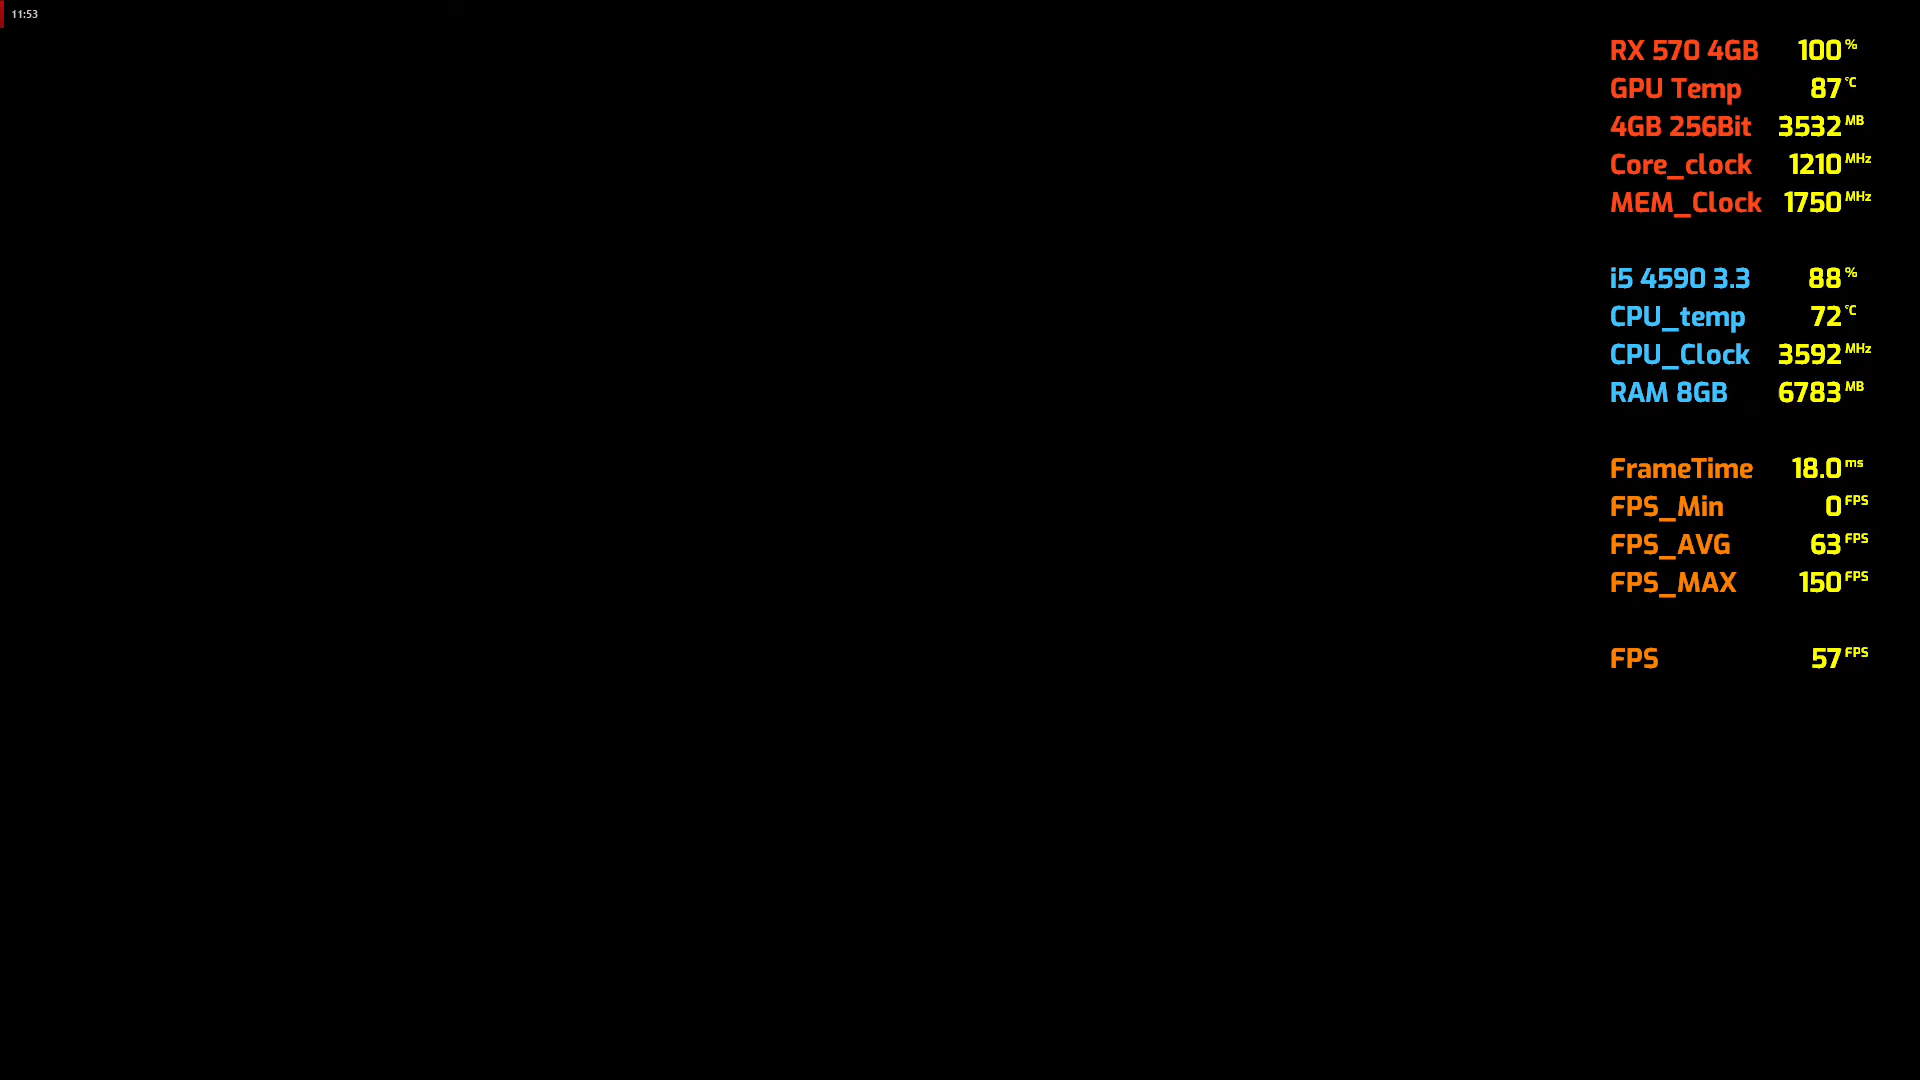 11:53
RX 570 4GB 100 %
GPU Temp 87 °C
4GB 256Bit 3532 MB
Core_clock 1210 MHz
MEM_Clock 1750 MHz
i5 4590 3.3 88 %
CPU_temp 72 °C
CPU_Clock 3592 MHz
RAM 8GB 6783 MB
FrameTime 18.0 ms
FPS_Min 0 FPS
FPS_AVG 63 FPS
FPS_MAX 150 FPS
FPS 57 FPS